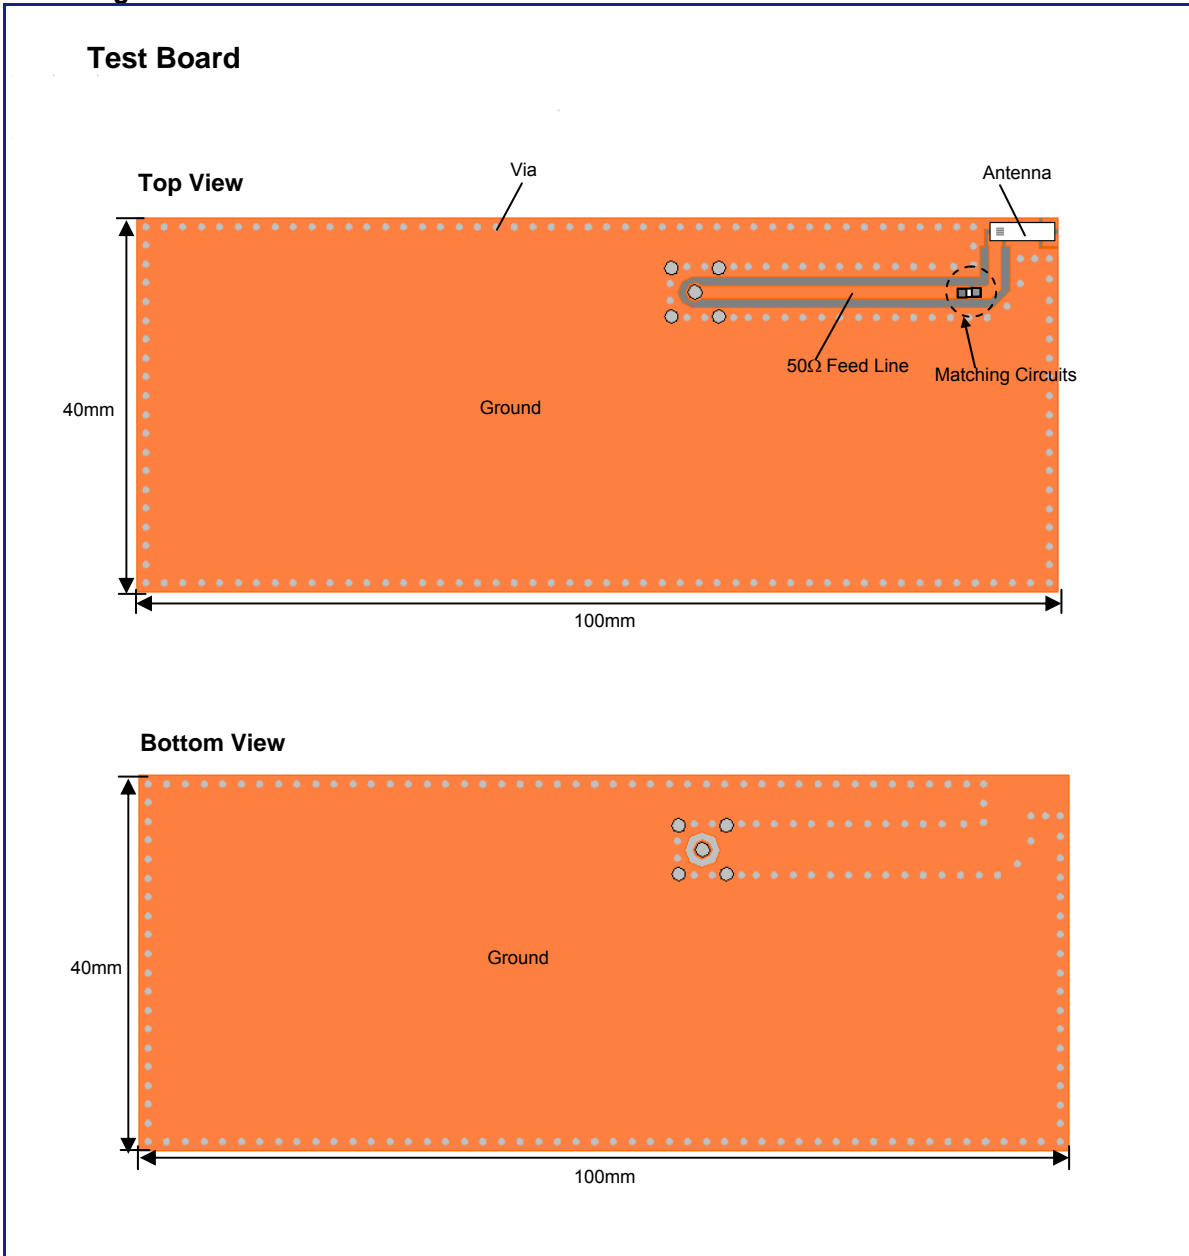 Test Board
Via
Antenna
Top View
50Ω Feed Line
Matching Circuits
40mm
Ground
100mm
Bottom View
Ground
40mm
100mm